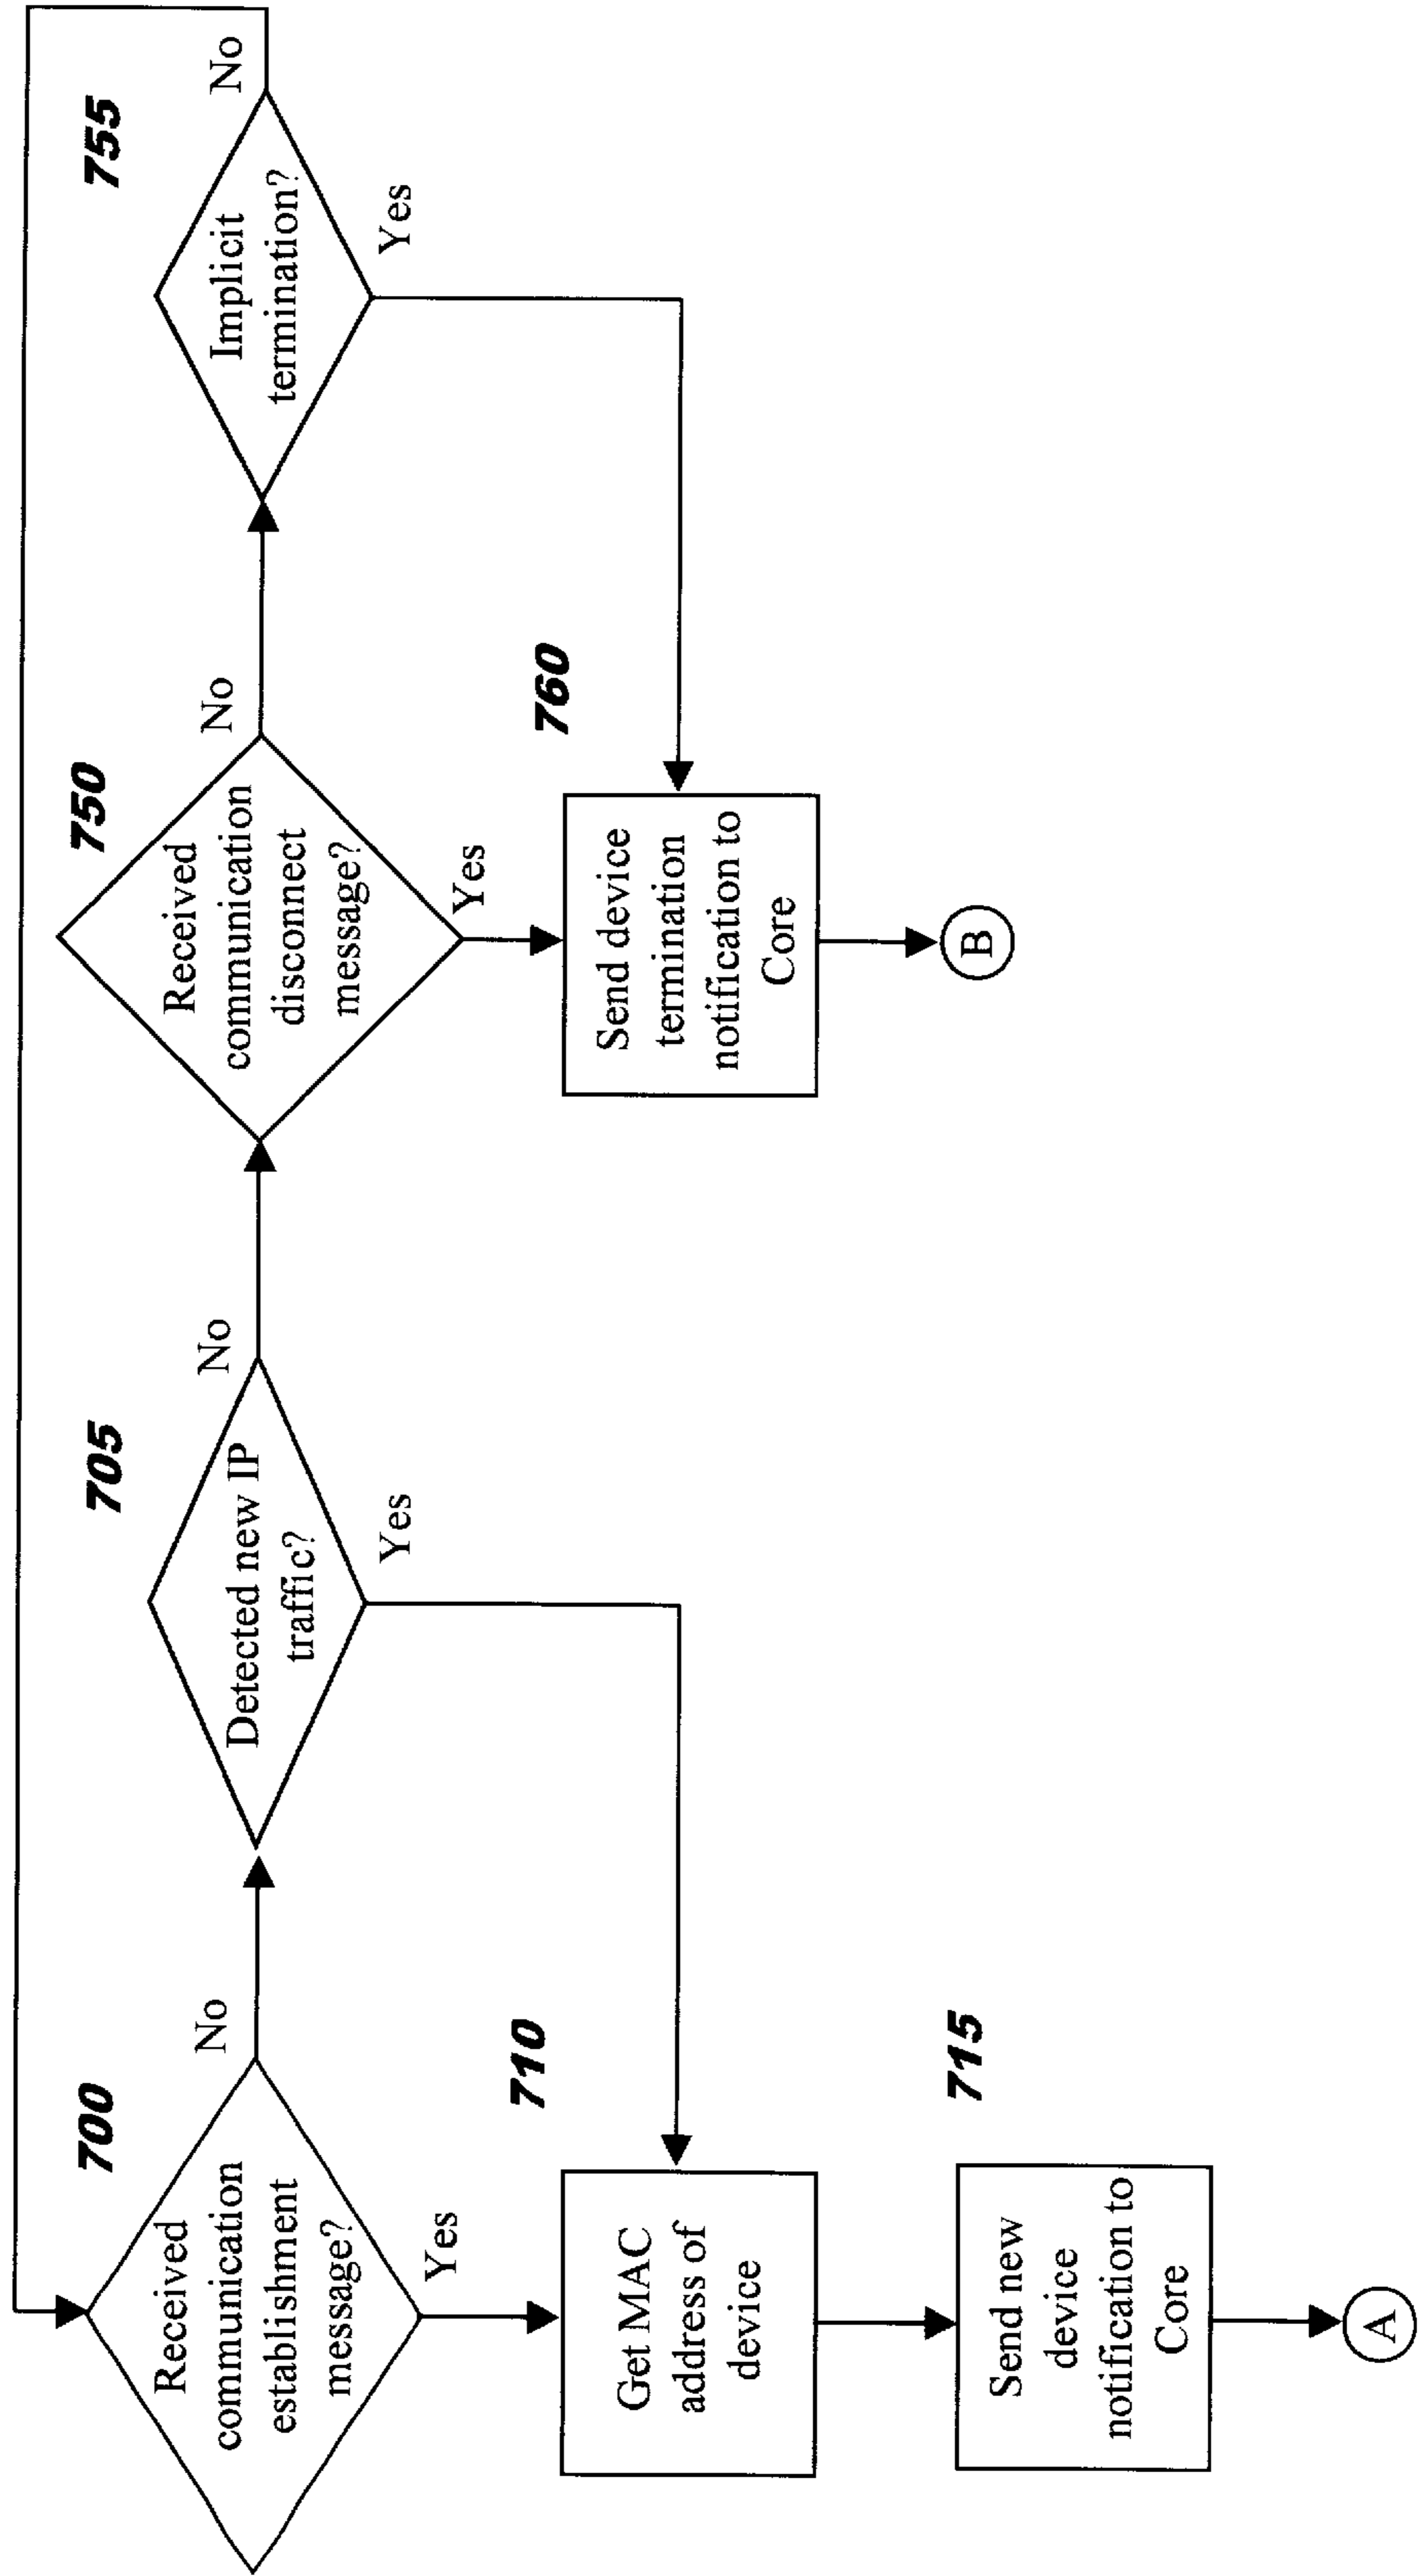 700
Received
communication
establishment
message?
No
Yes
705
Detected new IP
traffic?
No
Yes
750
Received
communication
disconnect
message?
No
Yes
755
Implicit
termination?
No
Yes
710
Get MAC
address of
device
760
Send device
termination
notification to
Core
715
Send new
device
notification to
Core
B
A